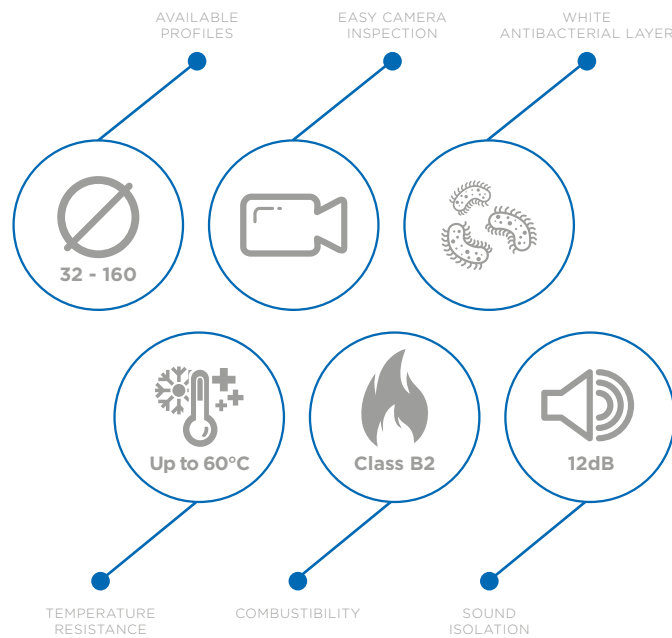 AVAILABLE
PROFILES
EASY CAMERA
INSPECTION
WHITE
ANTIBACTERIAL LAYER
32 - 160
Up to 60°C
Class B2
12dB
TEMPERATURE
RESISTANCE
COMBUSTIBILITY
SOUND
ISOLATION